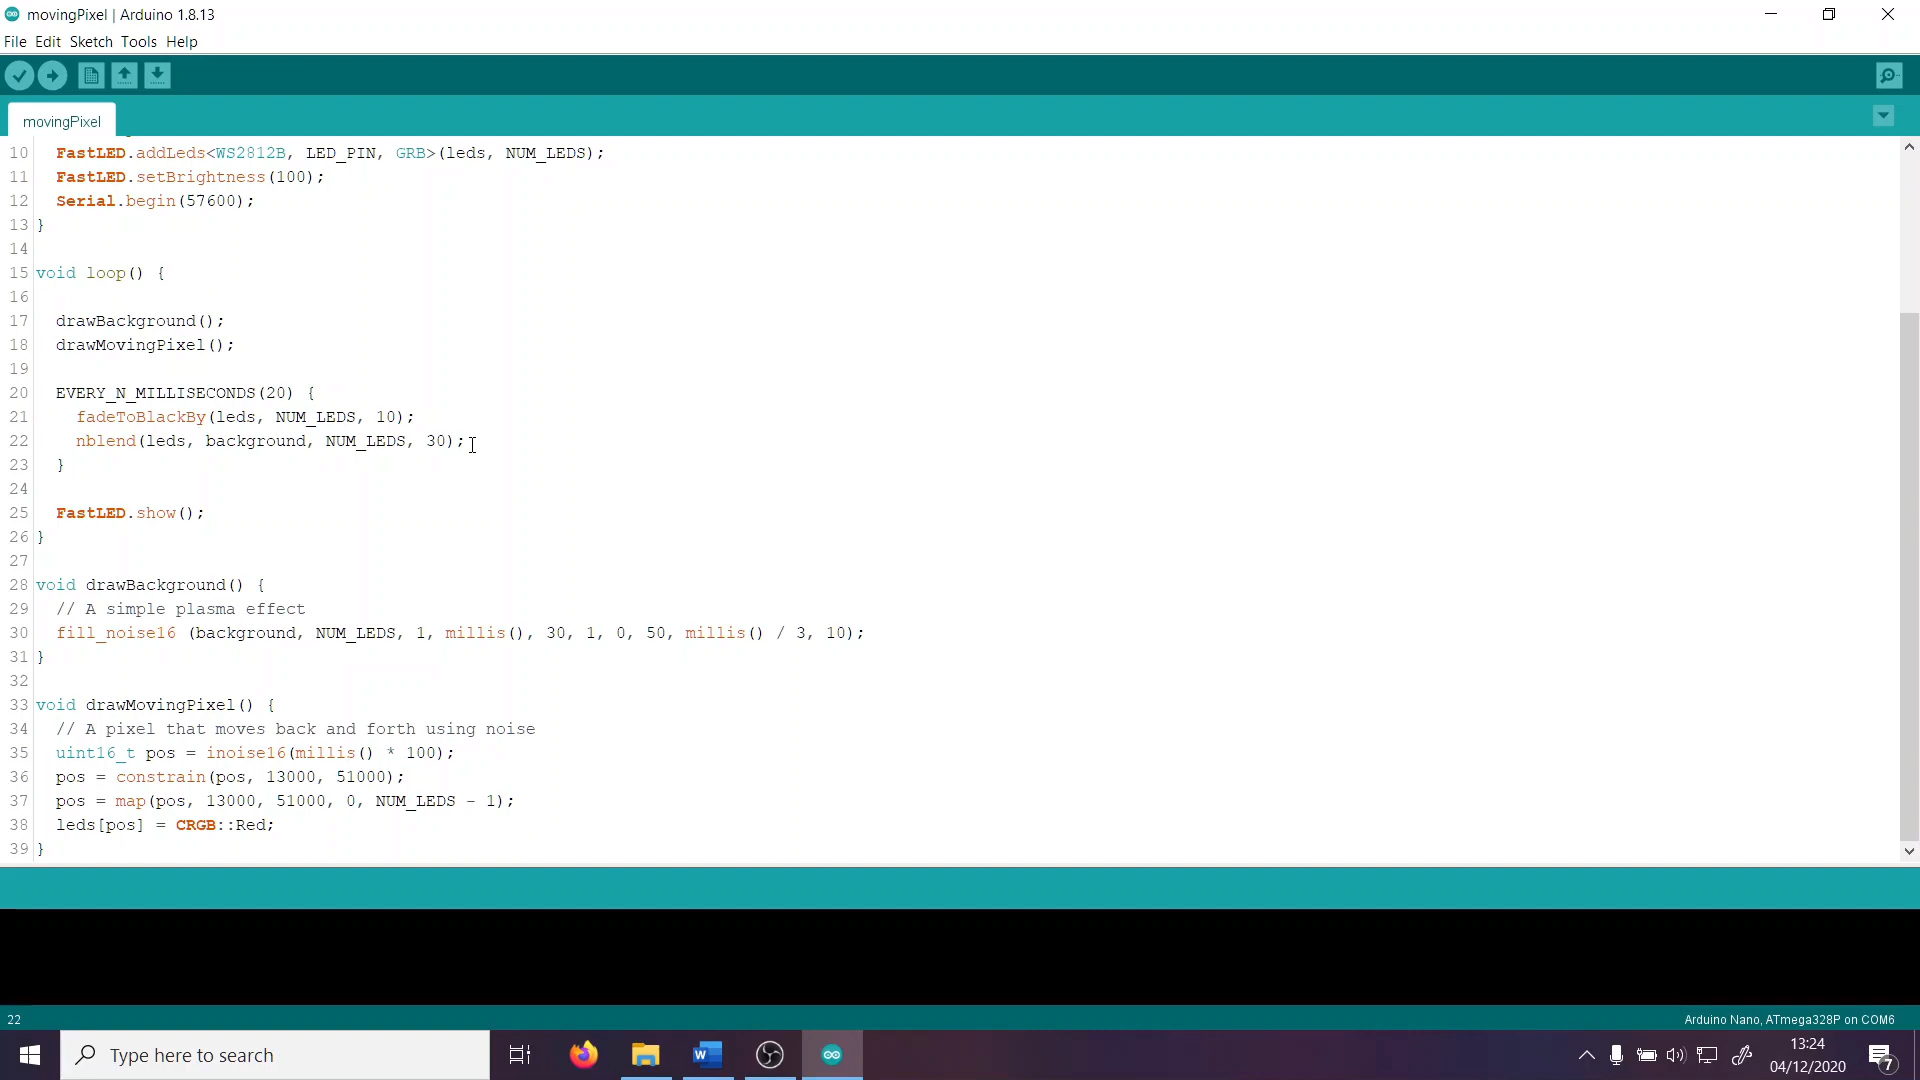 movingPixel | Arduino 1.8.13
File Edit Sketch Tools Help
movingPixel
10 FastLED.addLeds<WS2812B, LED_PIN, GRB>(leds, NUM_LEDS);
11 FastLED.setBrightness(100);
12 Serial.begin(57600);
13 }
14
15 void loop() {
16
17 drawBackground();
18 drawMovingPixel();
19
20 EVERY_N_MILLISECONDS(20) {
21 fadeToBlackBy(leds, NUM_LEDS, 10);
22 nblend(leds, background, NUM_LEDS, 30);
23 }
24
25 FastLED.show();
26 }
27
28 void drawBackground() {
29 // A simple plasma effect
30 fill_noise16 (background, NUM_LEDS, 1, millis(), 30, 1, 0, 50, millis() / 3, 10);
31 }
32
33 void drawMovingPixel() {
34 // A pixel that moves back and forth using noise
35 uint16_t pos = inoise16(millis() * 100);
36 pos = constrain(pos, 13000, 51000);
37 pos = map(pos, 13000, 51000, 0, NUM_LEDS - 1);
38 leds[pos] = CRGB::Red;
39 }
22
Arduino Nano, ATmega328P on COM6
Type here to search
W
13:24
04/12/2020
7